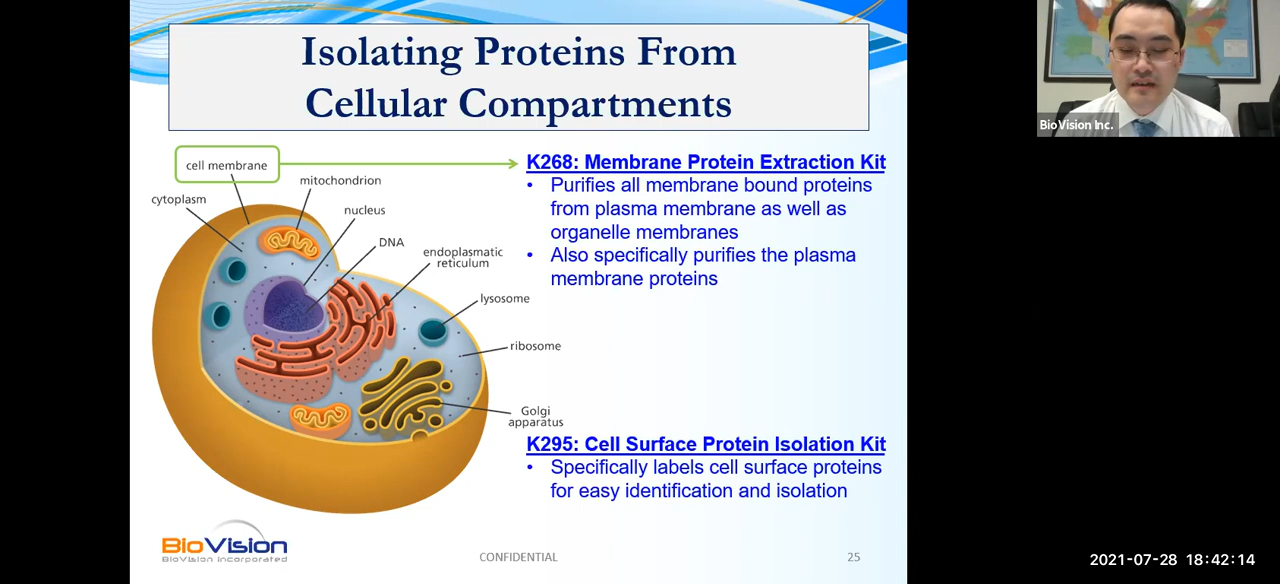 Isolating Proteins From
Cellular Compartments
cell membrane
mitochondrion
cytoplasm
nucleus
DNA
endoplasmatic
reticulum
lysosome
ribosome
Golgi
apparatus
K268: Membrane Protein Extraction Kit
• Purifies all membrane bound proteins
from plasma membrane as well as
organelle membranes
• Also specifically purifies the plasma
membrane proteins
K295: Cell Surface Protein Isolation Kit
• Specifically labels cell surface proteins
for easy identification and isolation
BioVision
BioVision Incorporated
CONFIDENTIAL
25
BioVision Inc.
2021-07-28 18:42:14